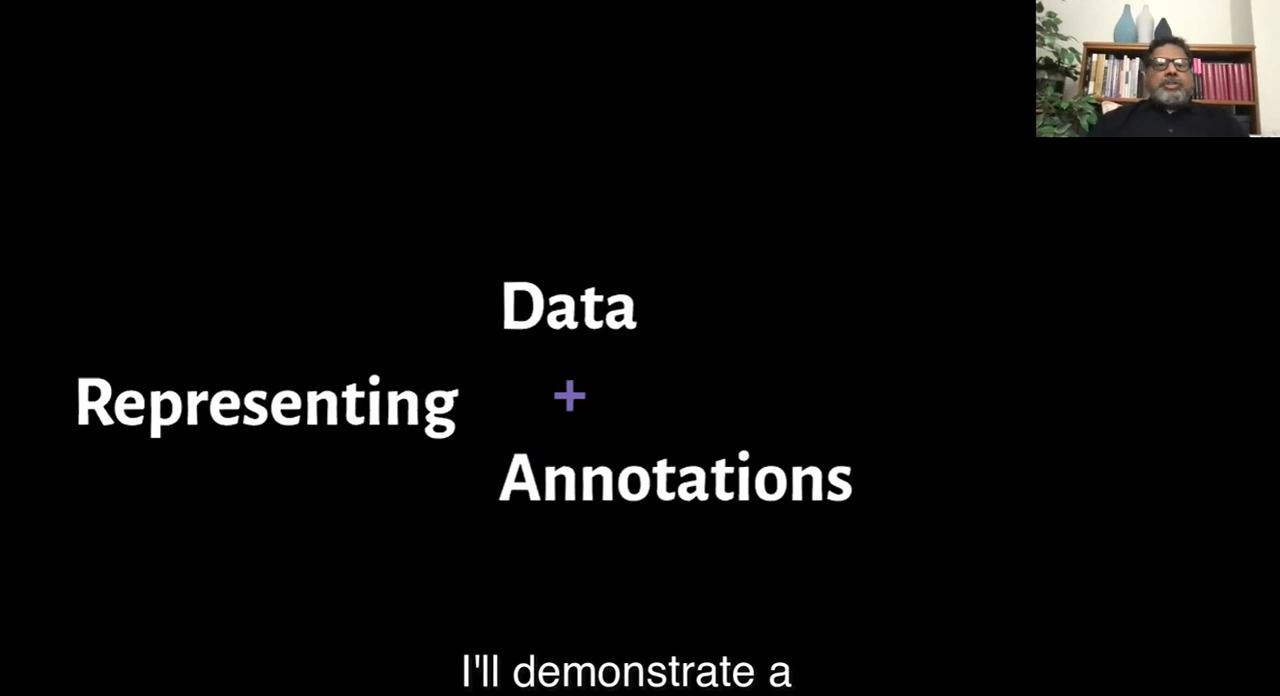 Data
Representing +
Annotations
I'll demonstrate a